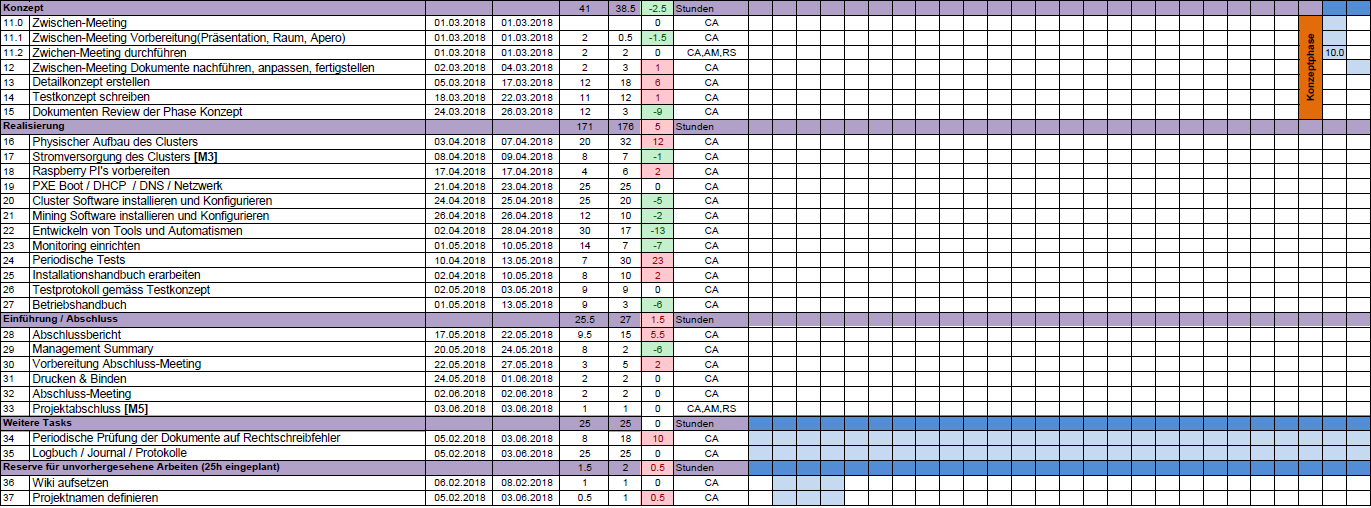 Konzept 41 38.5 -2.5 Stunden
11.0 Zwischen-Meeting 01.03.2018 01.03.2018 0 CA
11.1 Zwischen-Meeting Vorbereitung(Präsentation, Raum, Apero) 01.03.2018 01.03.2018 2 0.5 -1.5 CA
11.2 Zwichen-Meeting durchführen 01.03.2018 01.03.2018 2 2 0 CA,AM,RS 10.0
12 Zwischen-Meeting Dokumente nachführen, anpassen, fertigstellen 02.03.2018 04.03.2018 2 3 1 CA
Konzeptphase
13 Detailkonzept erstellen 05.03.2018 17.03.2018 12 18 6 CA
14 Testkonzept schreiben 18.03.2018 22.03.2018 11 12 1 CA
15 Dokumenten Review der Phase Konzept 24.03.2018 26.03.2018 12 3 -9 CA
Realisierung 171 176 5 Stunden
16 Physischer Aufbau des Clusters 03.04.2018 07.04.2018 20 32 12 CA
17 Stromversorgung des Clusters [M3] 08.04.2018 09.04.2018 8 7 -1 CA
18 Raspberry PI's vorbereiten 17.04.2018 17.04.2018 4 6 2 CA
19 PXE Boot / DHCP / DNS / Netzwerk 21.04.2018 23.04.2018 25 25 0 CA
20 Cluster Software installieren und Konfigurieren 24.04.2018 25.04.2018 25 20 -5 CA
21 Mining Software installieren und Konfigurieren 26.04.2018 26.04.2018 12 10 -2 CA
22 Entwickeln von Tools und Automatismen 02.04.2018 28.04.2018 30 17 -13 CA
23 Monitoring einrichten 01.05.2018 10.05.2018 14 7 -7 CA
24 Periodische Tests 10.04.2018 13.05.2018 7 30 23 CA
25 Installationshandbuch erarbeiten 02.04.2018 10.05.2018 8 10 2 CA
26 Testprotokoll gemäss Testkonzept 02.05.2018 03.05.2018 9 9 0 CA
27 Betriebshandbuch 01.05.2018 13.05.2018 9 3 -6 CA
Einführung / Abschluss 25.5 27 1.5 Stunden
28 Abschlussbericht 17.05.2018 22.05.2018 9.5 15 5.5 CA
29 Management Summary 20.05.2018 24.05.2018 8 2 -6 CA
30 Vorbereitung Abschluss-Meeting 22.05.2018 27.05.2018 3 5 2 CA
31 Drucken & Binden 24.05.2018 01.06.2018 2 2 0 CA
32 Abschluss-Meeting 02.06.2018 02.06.2018 2 2 0 CA
33 Projektabschluss [M5] 03.06.2018 03.06.2018 1 1 0 CA,AM,RS
Weitere Tasks 25 25 0 Stunden
34 Periodische Prüfung der Dokumente auf Rechtschreibfehler 05.02.2018 03.06.2018 8 18 10 CA
35 Logbuch / Journal / Protokolle 05.02.2018 03.06.2018 25 25 0 CA
Reserve für unvorhergesehene Arbeiten (25h eingeplant) 1.5 2 0.5 Stunden
36 Wiki aufsetzen 06.02.2018 08.02.2018 1 1 0 CA
37 Projektnamen definieren 05.02.2018 03.06.2018 0.5 1 0.5 CA